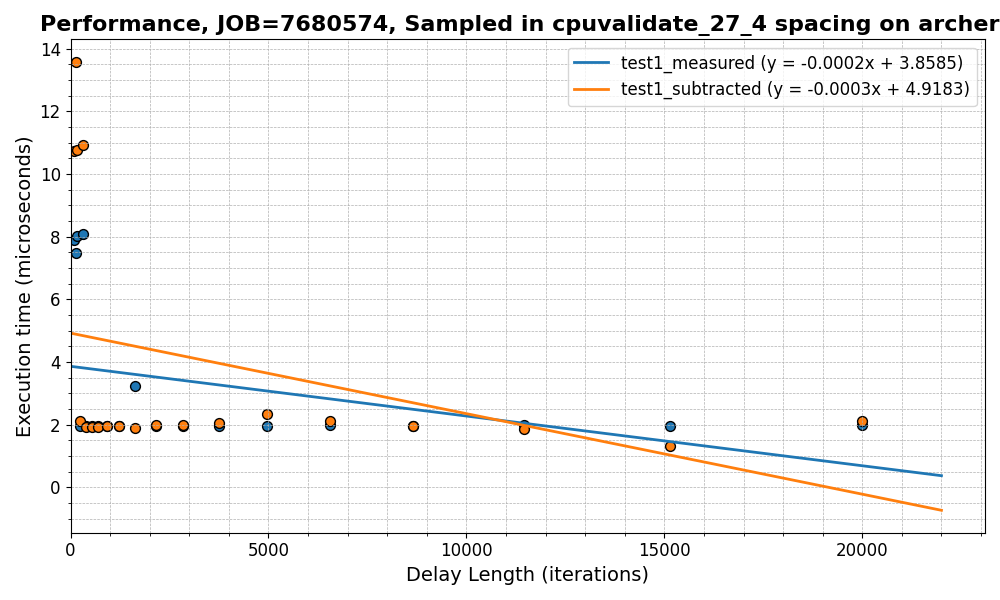 Performance, JOB=7680574, Sampled in cpuvalidate_27_4 spacing on archer
test1_measured (y = -0.0002x + 3.8585)
test1_subtracted (y = -0.0003x + 4.9183)
Execution time (microseconds)
14
12
10
8
6
4
2
0
0
5000
10000
15000
20000
Delay Length (iterations)